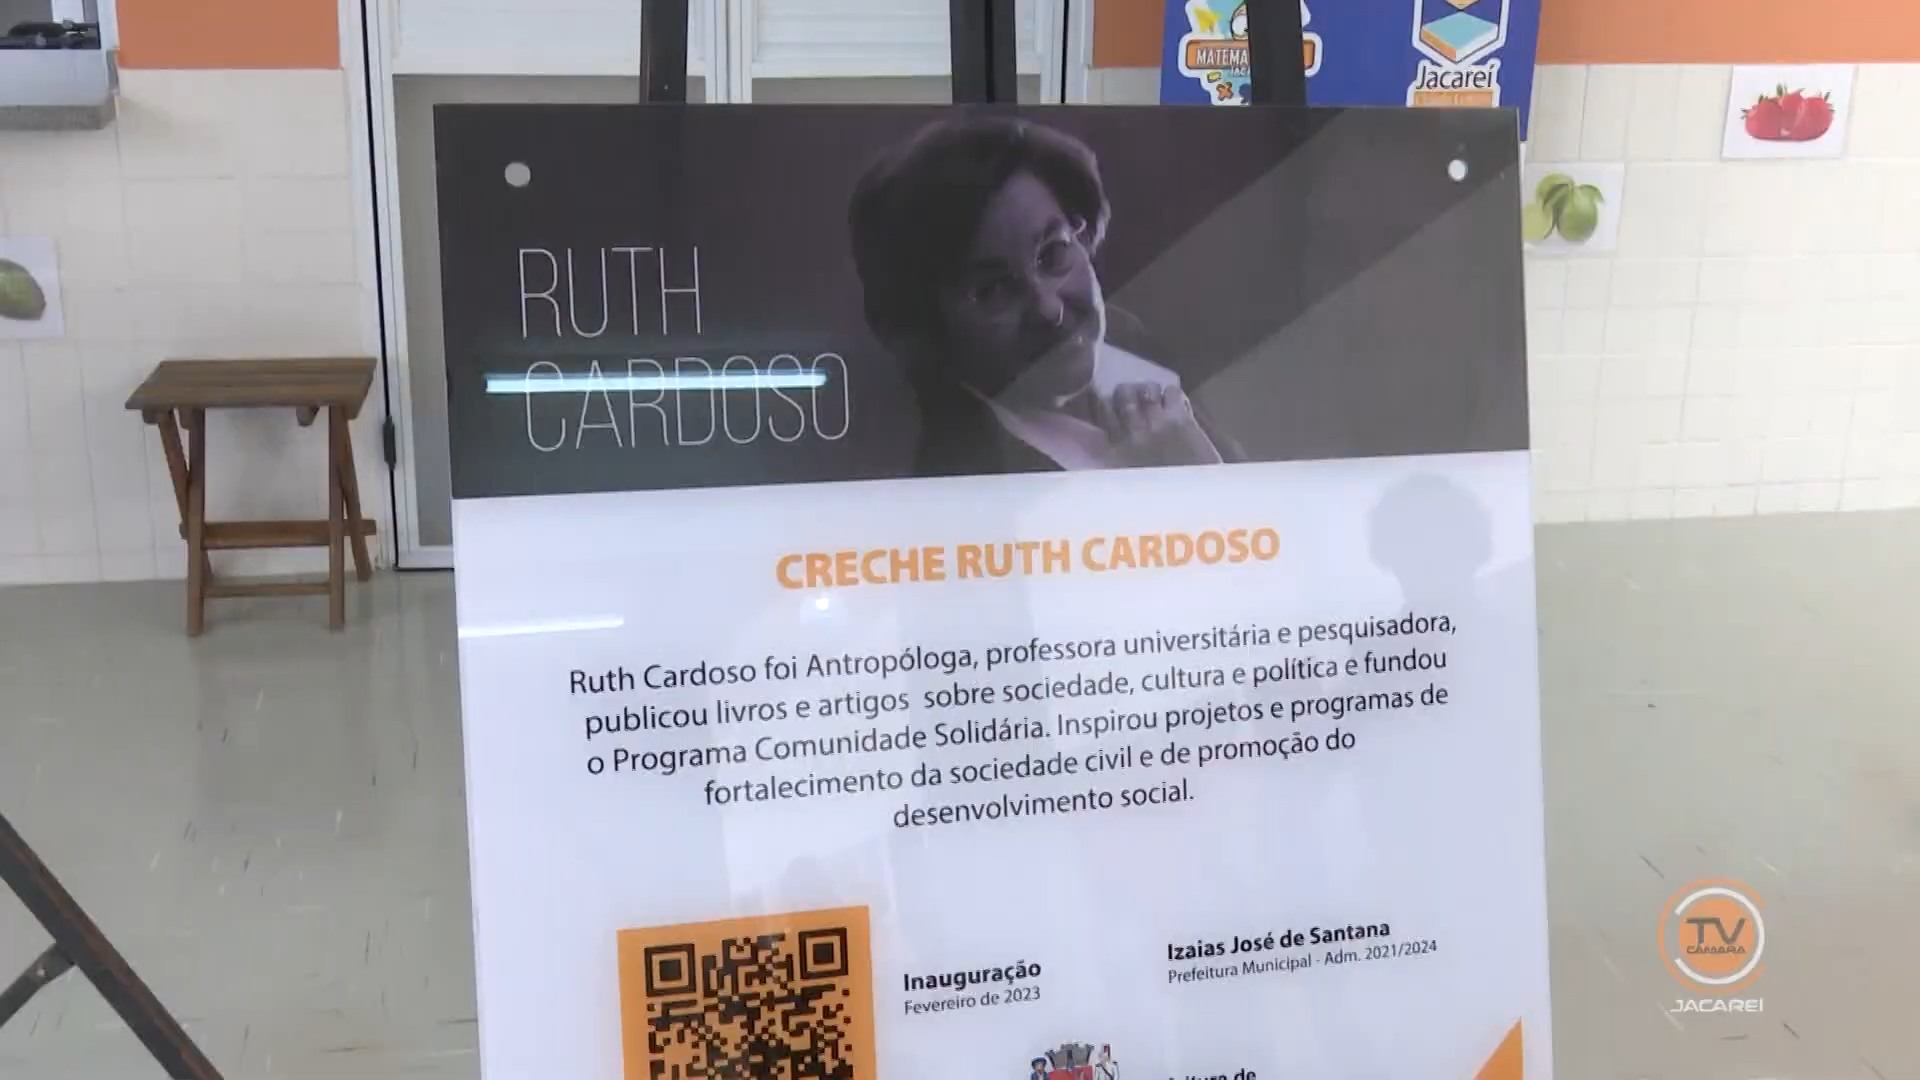 Jacareí
RUTH
CARDOSO
CRECHE RUTH CARDOSO
Ruth Cardoso foi Antropóloga, professora universitária e pesquisadora,
publicou livros e artigos sobre sociedade, cultura e política e fundou
o Programa Comunidade Solidária. Inspirou projetos e programas de
fortalecimento da sociedade civil e de promoção do
desenvolvimento social.
Inauguração
Fevereiro de 2023
Izaias José de Santana
Prefeitura Municipal - Adm. 2021/2024
TV
CÂMARA
JACAREÍ